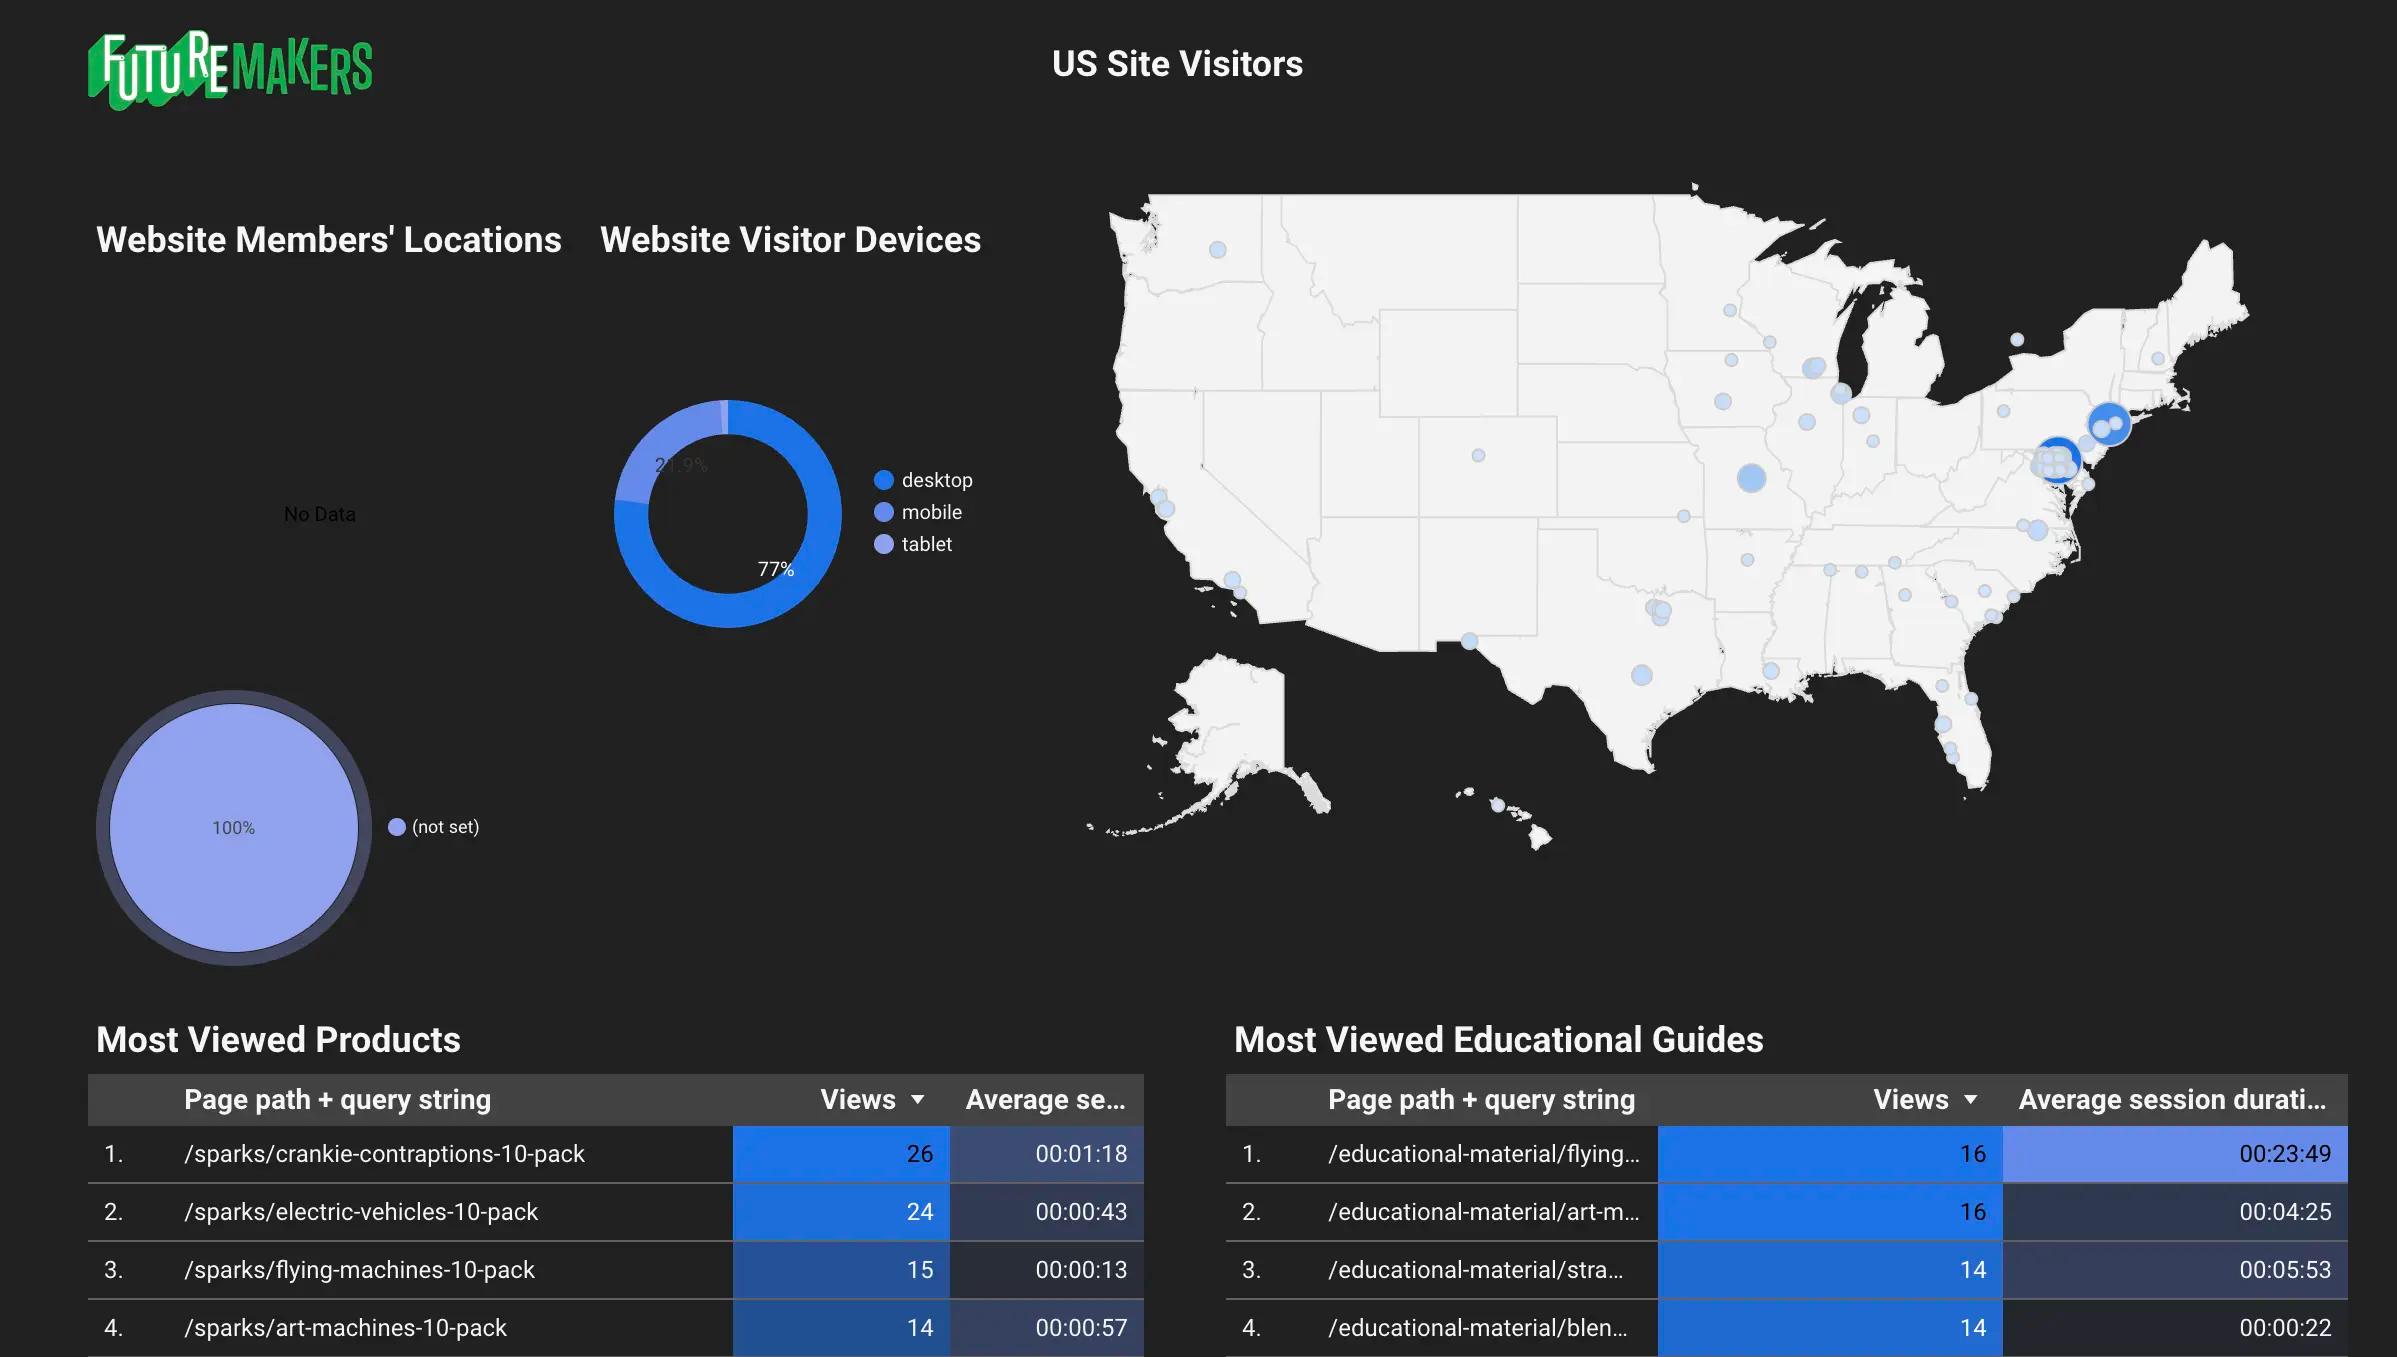 FUTUREMAKERS
US Site Visitors
Website Members' Locations
Website Visitor Devices
No Data
21.9%
77%
desktop
mobile
tablet
100%
(not set)
Most Viewed Products
Page path + query string Views Average se...
1. /sparks/crankie-contraptions-10-pack 26 00:01:18
2. /sparks/electric-vehicles-10-pack 24 00:00:43
3. /sparks/flying-machines-10-pack 15 00:00:13
4. /sparks/art-machines-10-pack 14 00:00:57
Most Viewed Educational Guides
Page path + query string Views Average session durati...
1. /educational-material/flying... 16 00:23:49
2. /educational-material/art-m... 16 00:04:25
3. /educational-material/stra... 14 00:05:53
4. /educational-material/blen... 14 00:00:22